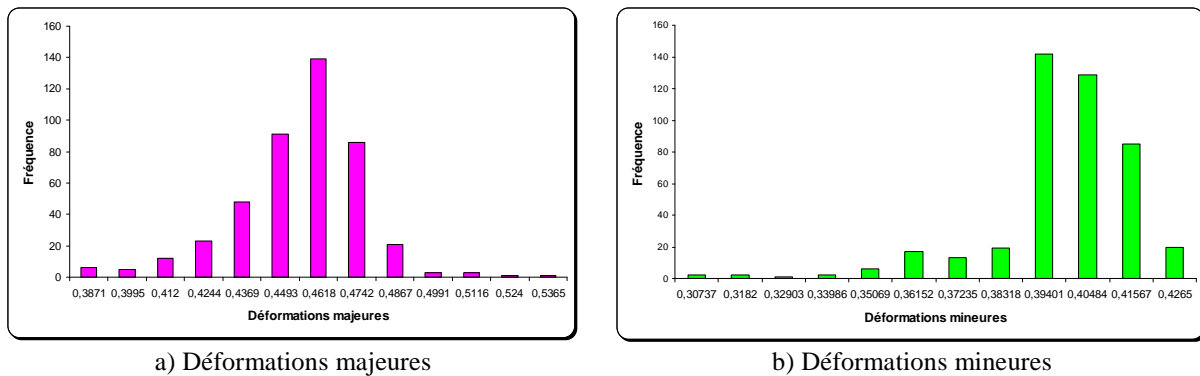 160
140
120
100
80
60
40
20
0
Fréquence
0,3871 0,3995 0,412 0,4244 0,4369 0,4493 0,4618 0,4742 0,4867 0,4991 0,5116 0,524 0,5365
Déformations majeures
a) Déformations majeures
160
140
120
100
80
60
40
20
0
Fréquence
0,30737 0,3182 0,32903 0,33986 0,35069 0,36152 0,37235 0,38318 0,39401 0,40484 0,41567 0,4265
Déformations mineures
b) Déformations mineures